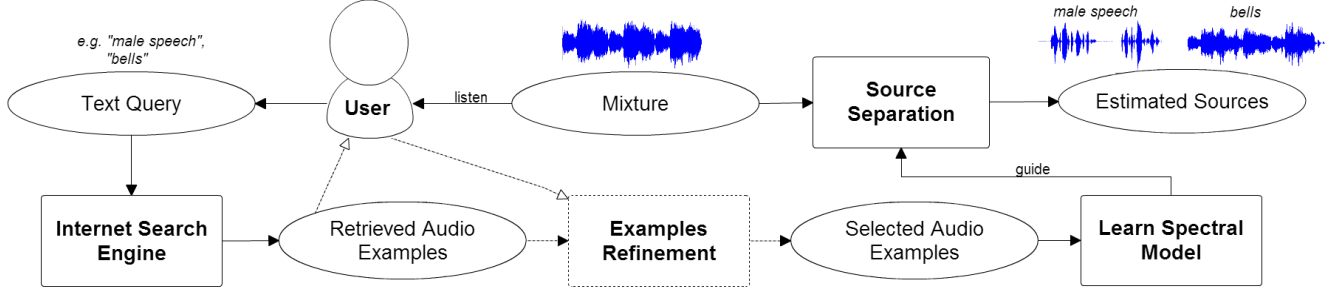 male speech
bells
e.g. "male speech",
"bells"
Text Query
User
listen
Mixture
Source
Separation
Estimated Sources
guide
Internet Search
Engine
Retrieved Audio
Examples
Examples
Refinement
Selected Audio
Examples
Learn Spectral
Model